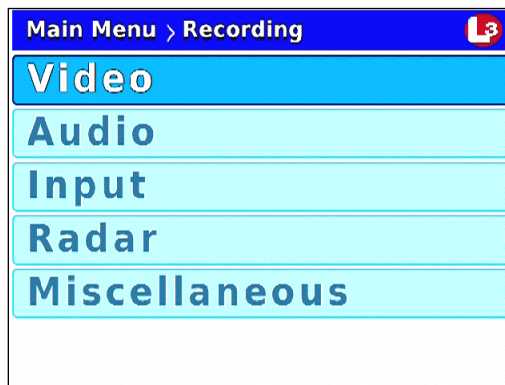 Main Menu > Recording L3
Video
Audio
Input
Radar
Miscellaneous